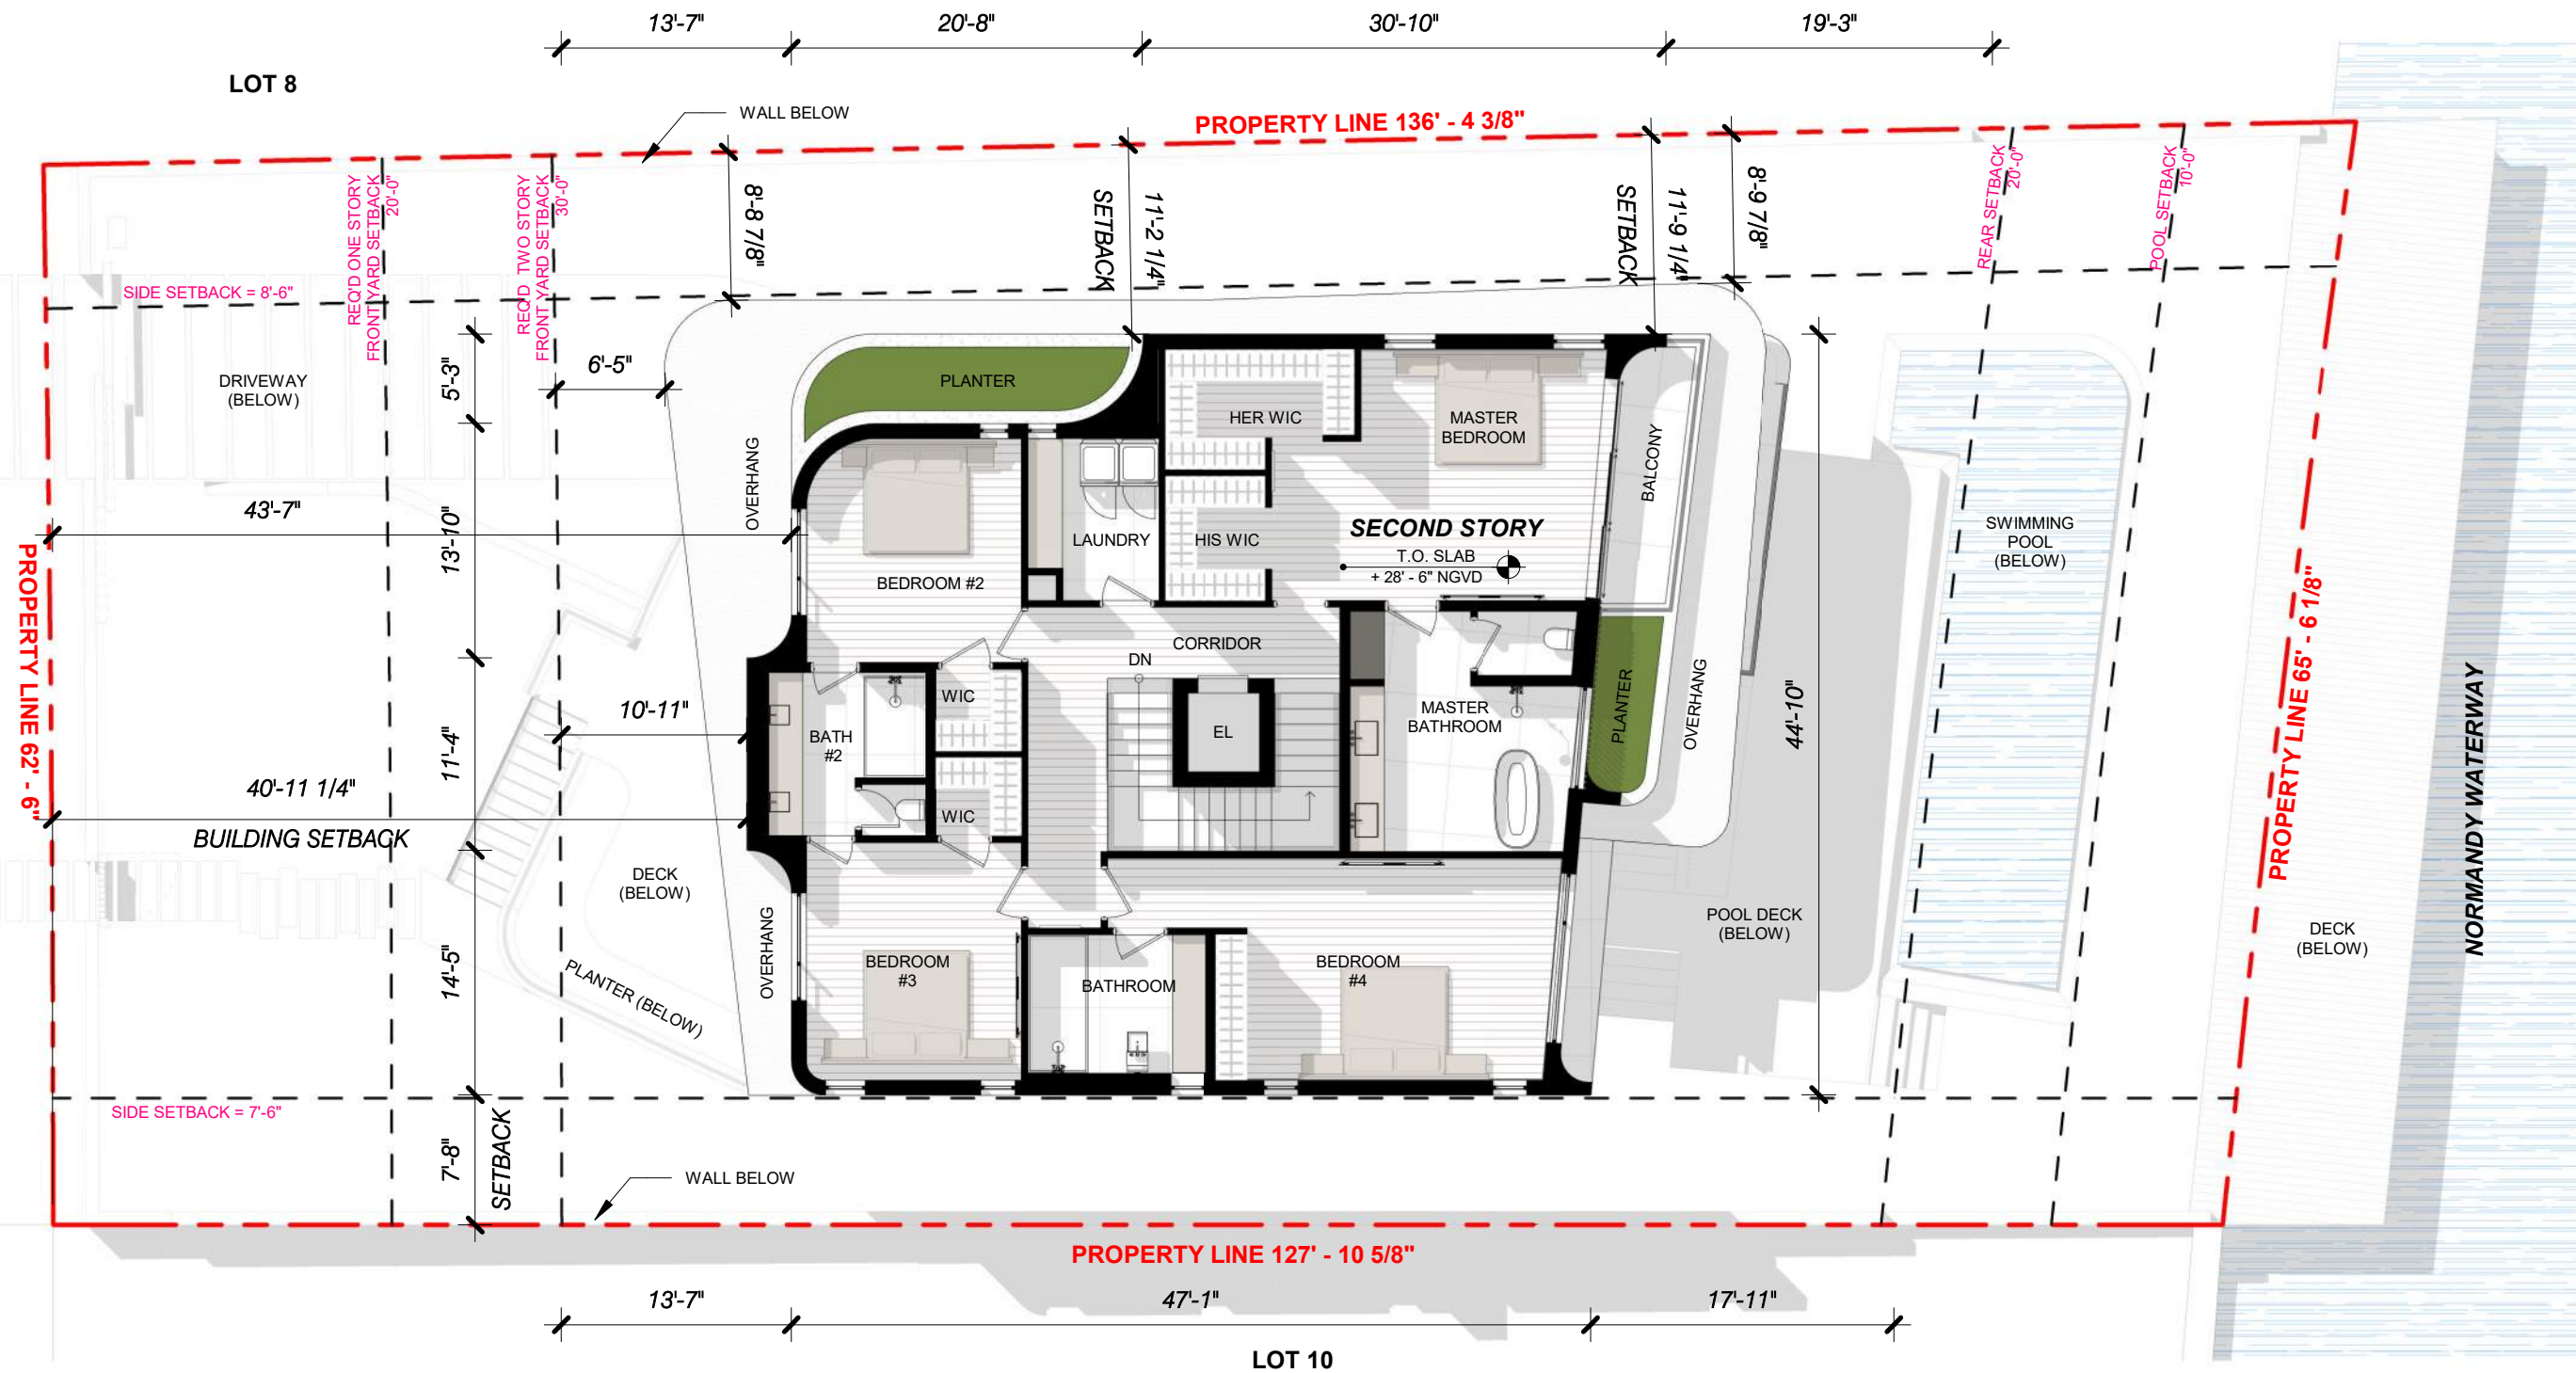 13'-7"
20'-8"
30'-10"
19'-3"
LOT 8
WALL BELOW
PROPERTY LINE 136' - 4 3/8"
REQ'D ONE STORY
FRONT YARD SETBACK
20'-0"
REQ'D TWO STORY
FRONT YARD SETBACK
30'-0"
8'-8 7/8"
SETBACK
11'-2 1/4"
SETBACK
11'-9 1/4"
8'-9 7/8"
REAR SETBACK
20'-0"
POOL SETBACK
10'-0"
SIDE SETBACK = 8'-6"
DRIVEWAY
(BELOW)
5'-3"
6'-5"
PLANTER
HER WIC
MASTER
BEDROOM
BALCONY
OVERHANG
43'-7"
13'-10"
LAUNDRY
HIS WIC
SECOND STORY
T.O. SLAB
+ 28' - 6" NGVD
SWIMMING
POOL
(BELOW)
BEDROOM #2
PROPERTY LINE 62' - 6"
CORRIDOR
DN
WIC
10'-11"
BATH
#2
EL
MASTER
BATHROOM
PLANTER
OVERHANG
44'-10"
PROPERTY LINE 65' - 6 1/8"
NORMANDY WATERWAY
11'-4"
40'-11 1/4"
BUILDING SETBACK
WIC
DECK
(BELOW)
OVERHANG
14'-5"
PLANTER (BELOW)
BEDROOM
#3
BATHROOM
BEDROOM
#4
POOL DECK
(BELOW)
DECK
(BELOW)
SIDE SETBACK = 7'-6"
7'-8"
SETBACK
WALL BELOW
PROPERTY LINE 127' - 10 5/8"
13'-7"
47'-1"
17'-11"
LOT 10